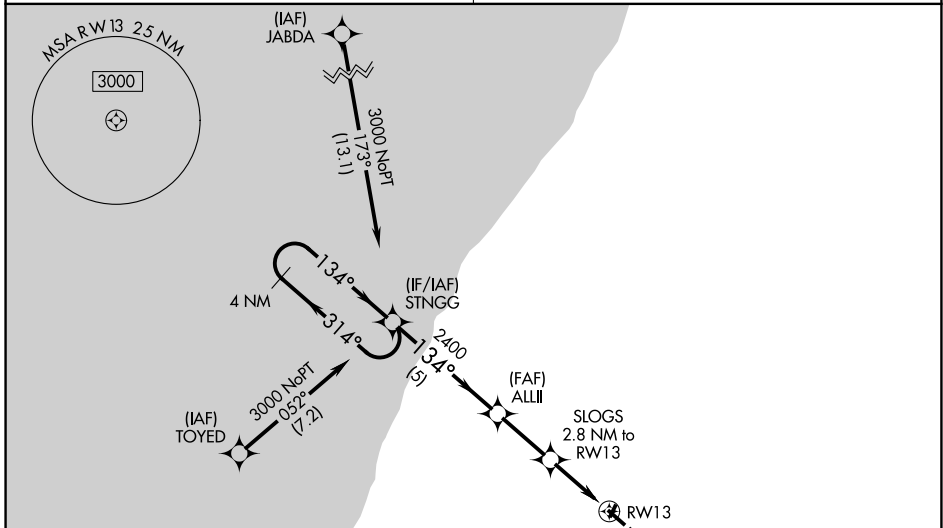 MSA RW13 25 NM
3000
(IAF)
JABDA
3000 NoPT
173°
(13.1)
134°
4 NM
314°
(IF/IAF)
STNGG
2400
134°
(5)
(IAF)
TOYED
3000 NoPT
052°
(7.2)
(FAF)
ALLII
SLOGS
2.8 NM to
RW13
RW13